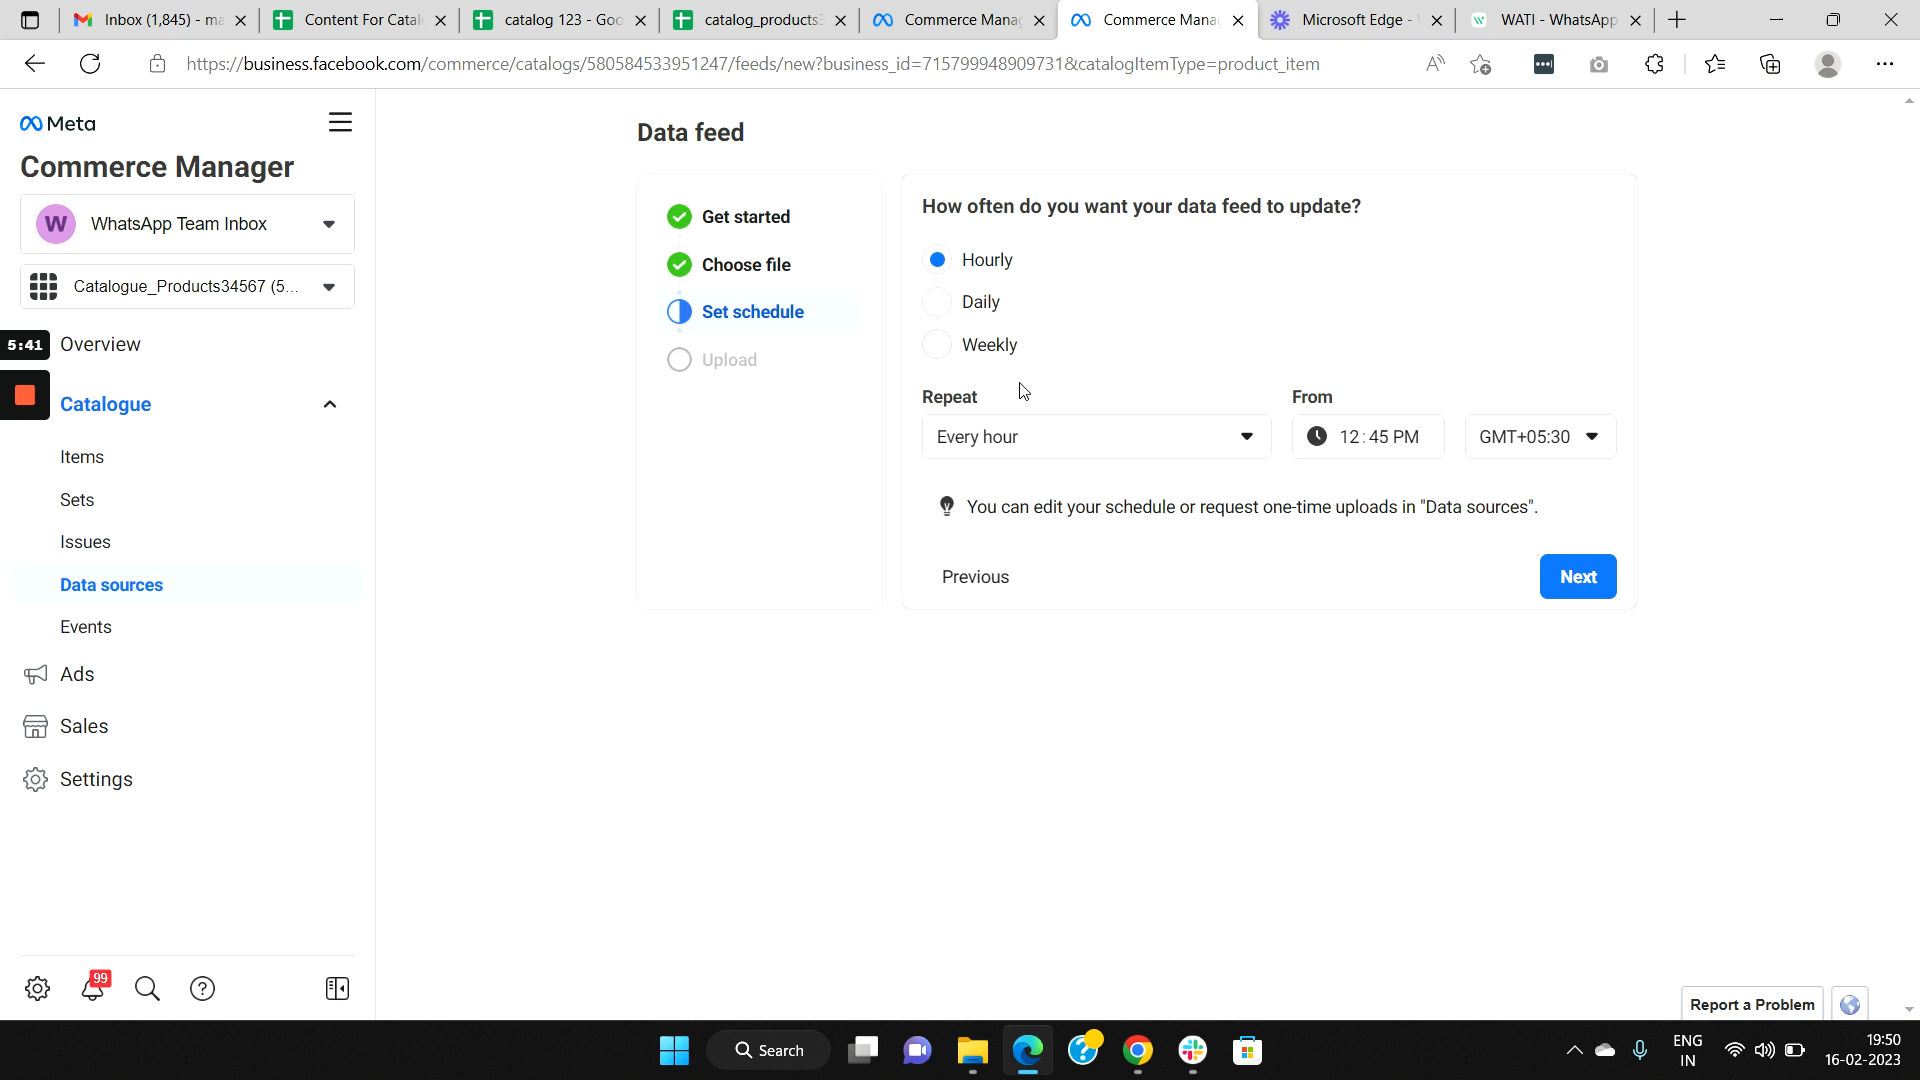 Inbox (1,845) - ma
Content For Catal
catalog 123 - Goo
catalog_products
Commerce Manag
Commerce Manag
Microsoft Edge -
WATI - WhatsApp
https://business.facebook.com/commerce/catalogs/580584533951247/feeds/new?business_id=715799948909731&catalogItemType=product_item
Meta
Commerce Manager
W WhatsApp Team Inbox
Catalogue_Products34567 (5...
5:41
Overview
Catalogue
Items
Sets
Issues
Data sources
Events
Ads
Sales
Settings
99
Data feed
Get started
Choose file
Set schedule
Upload
How often do you want your data feed to update?
Hourly
Daily
Weekly
Repeat
From
Every hour
12:45 PM
GMT+05:30
You can edit your schedule or request one-time uploads in "Data sources".
Previous
Next
Report a Problem
Search
ENG
IN
19:50
16-02-2023